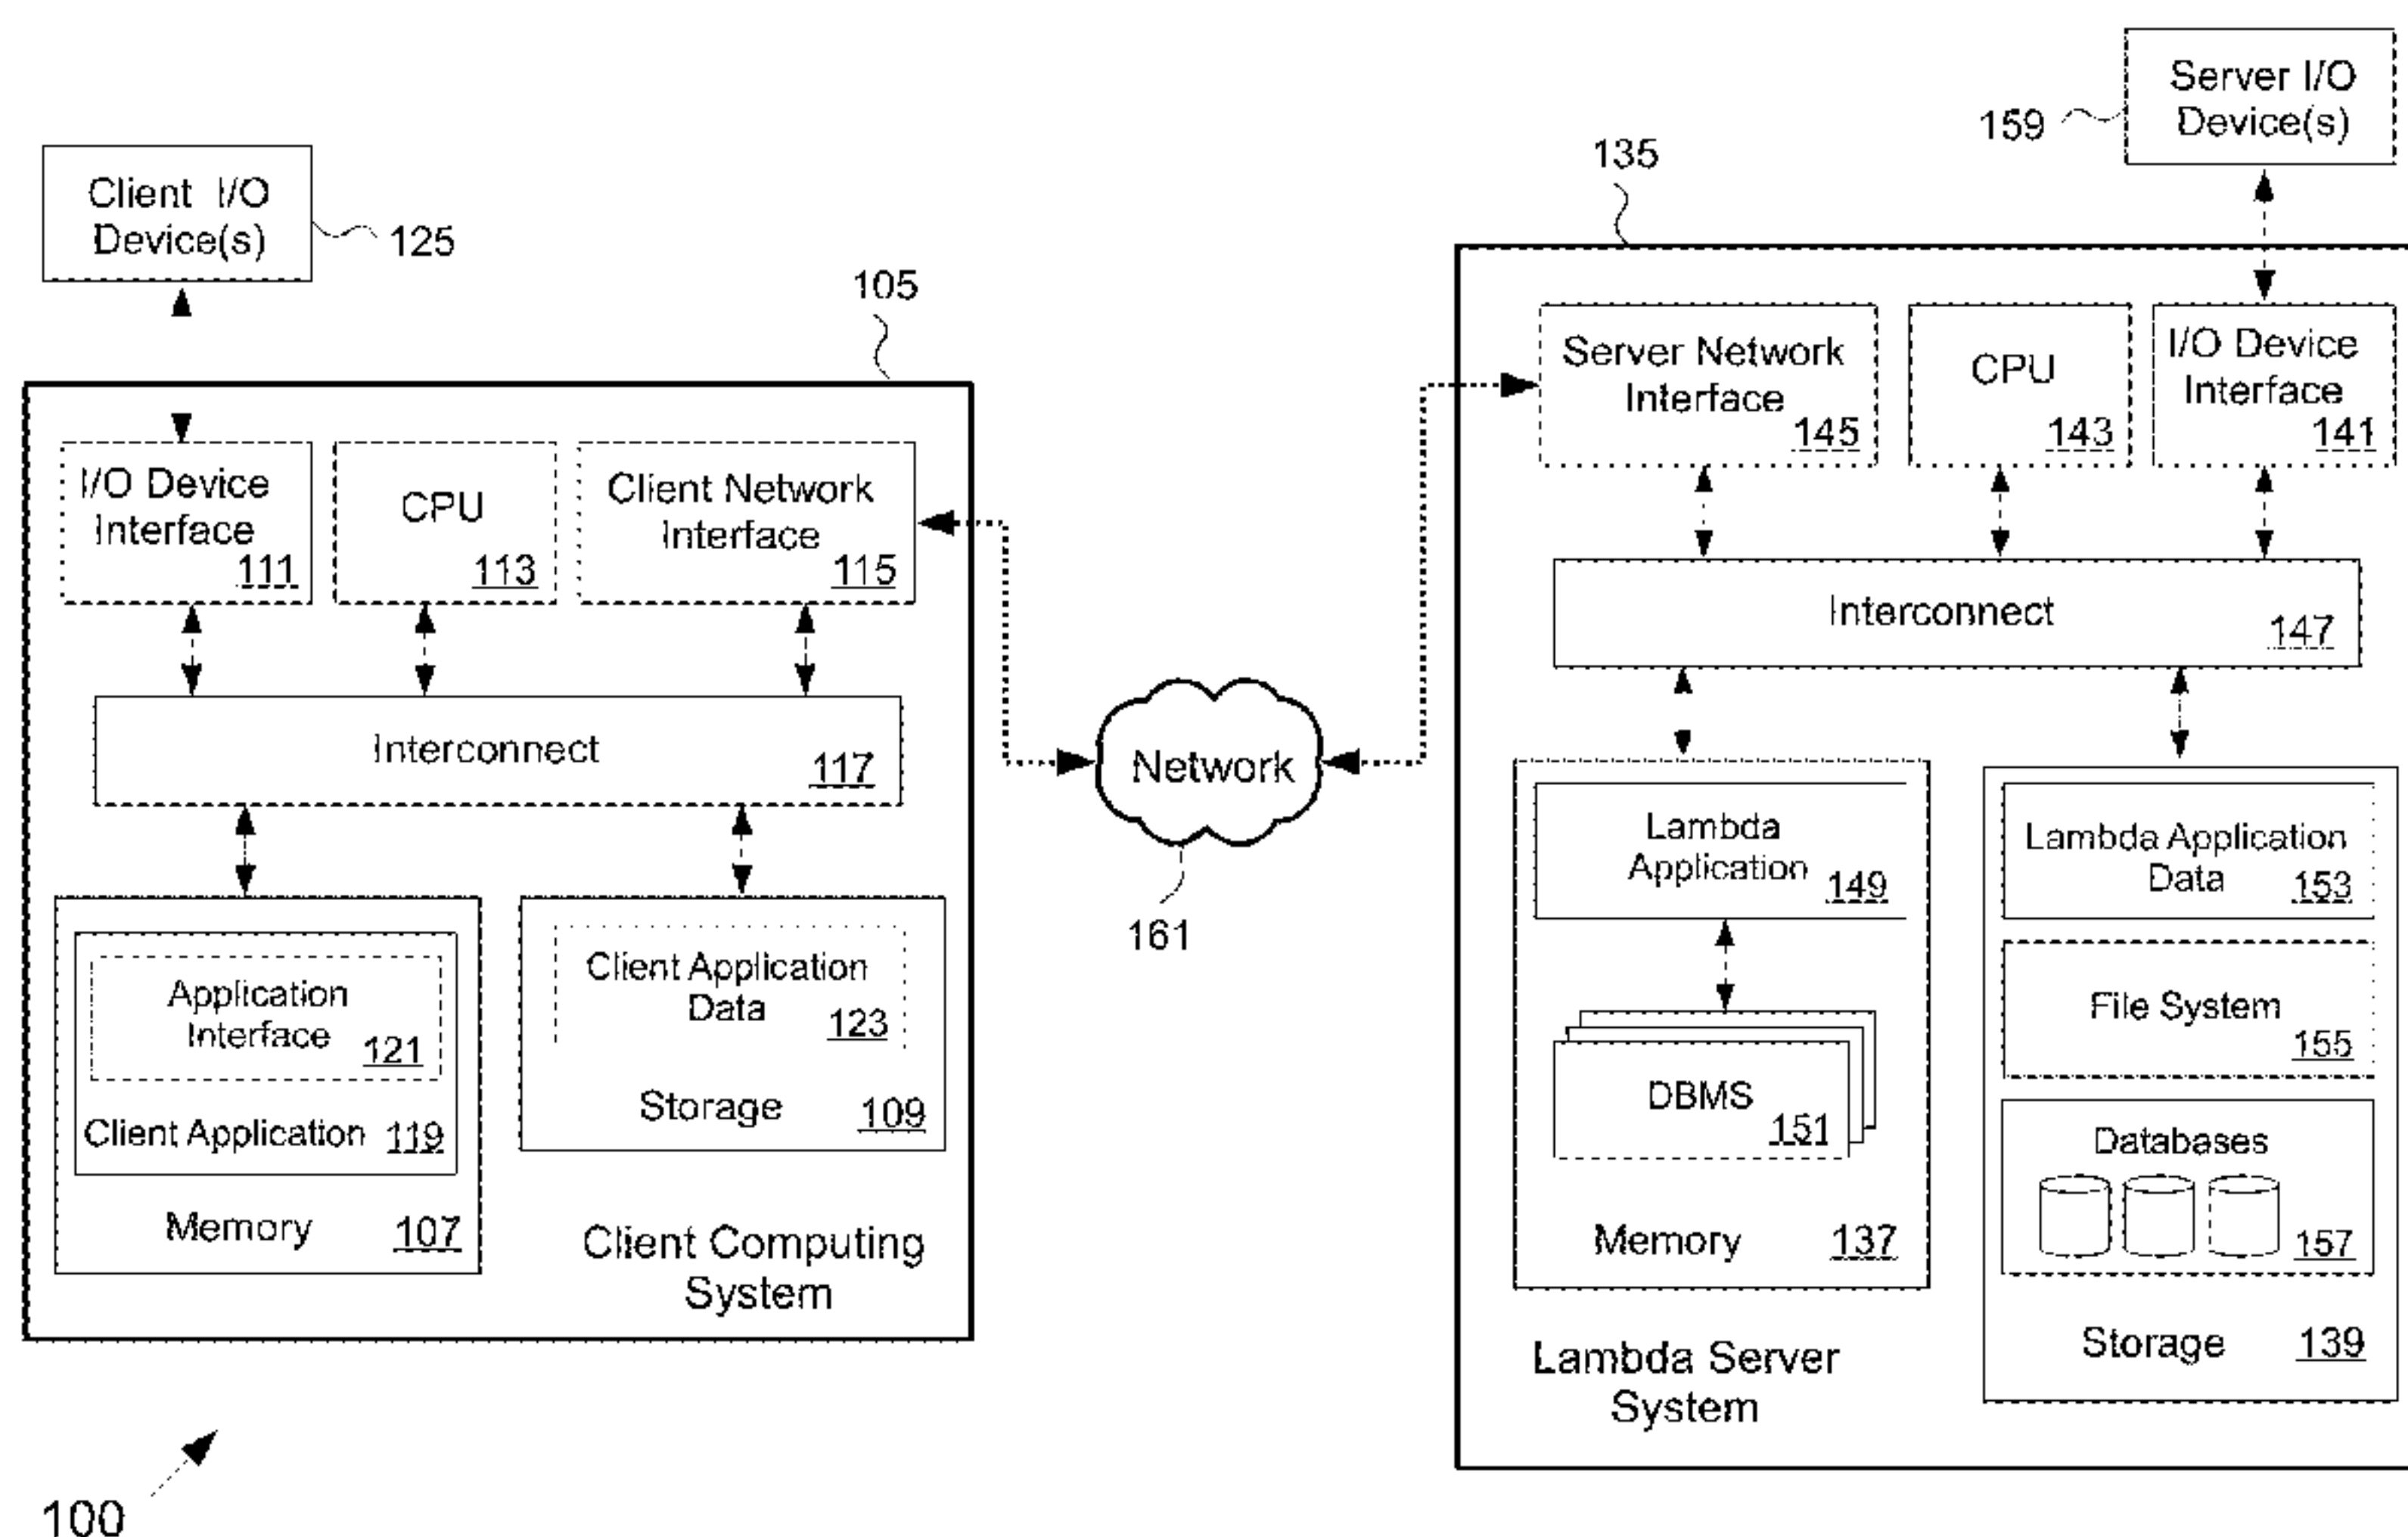 Client I/O
Device(s)
125
105
I/O Device
Interface
111
CPU
113
Client Network
Interface
115
Interconnect
117
Application
Interface
121
Client Application 119
Memory 107
Client Application
Data
123
Storage 109
Client Computing
System
100
Network
161
Server I/O
Device(s)
159
135
Server Network
Interface
145
CPU
143
I/O Device
Interface
141
Interconnect
147
Lambda
Application 149
DBMS
151
Memory 137
Lambda Application
Data 153
File System
155
Databases
157
Storage 139
Lambda Server
System